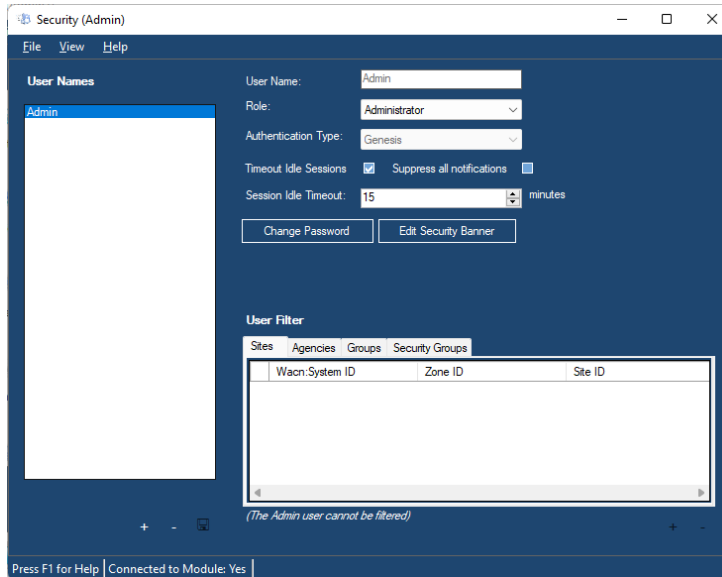 Security (Admin)
File View Help
User Names
Admin
User Name: Admin
Role: Administrator
Authentication Type: Genesis
Timeout Idle Sessions Suppress all notifications
Session Idle Timeout: 15 minutes
Change Password Edit Security Banner
User Filter
Sites Agencies Groups Security Groups
Wacn:System ID Zone ID Site ID
(The Admin user cannot be filtered)
+ - + -
Press F1 for Help Connected to Module: Yes